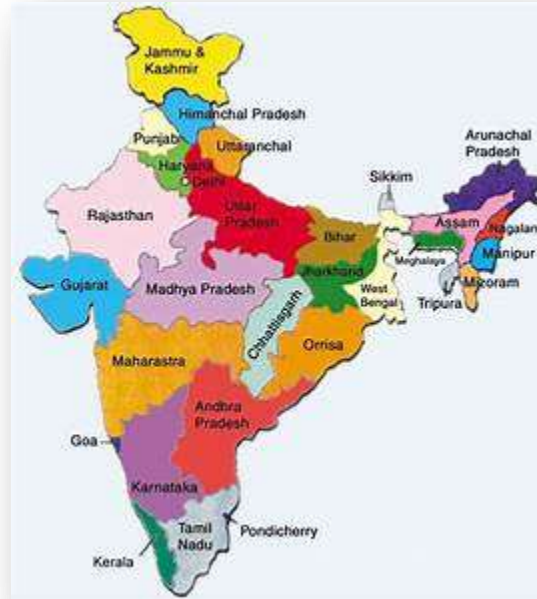 Jammu &
Kashmir
Himanchal Pradesh
Punjab
Uttaranchal
Haryana
Delhi
Arunachal
Pradesh
Sikkim
Rajasthan
Uttar
Pradesh
Assam
Nagalan
Bihar
Meghalaya
Manipur
Jharkhand
Gujarat
Madhya Pradesh
West
Bengal
Mizoram
Tripura
Chhattisgarh
Orrisa
Maharastra
Andhra
Pradesh
Goa
Karnataka
Tamil
Nadu
Pondicherry
Kerala